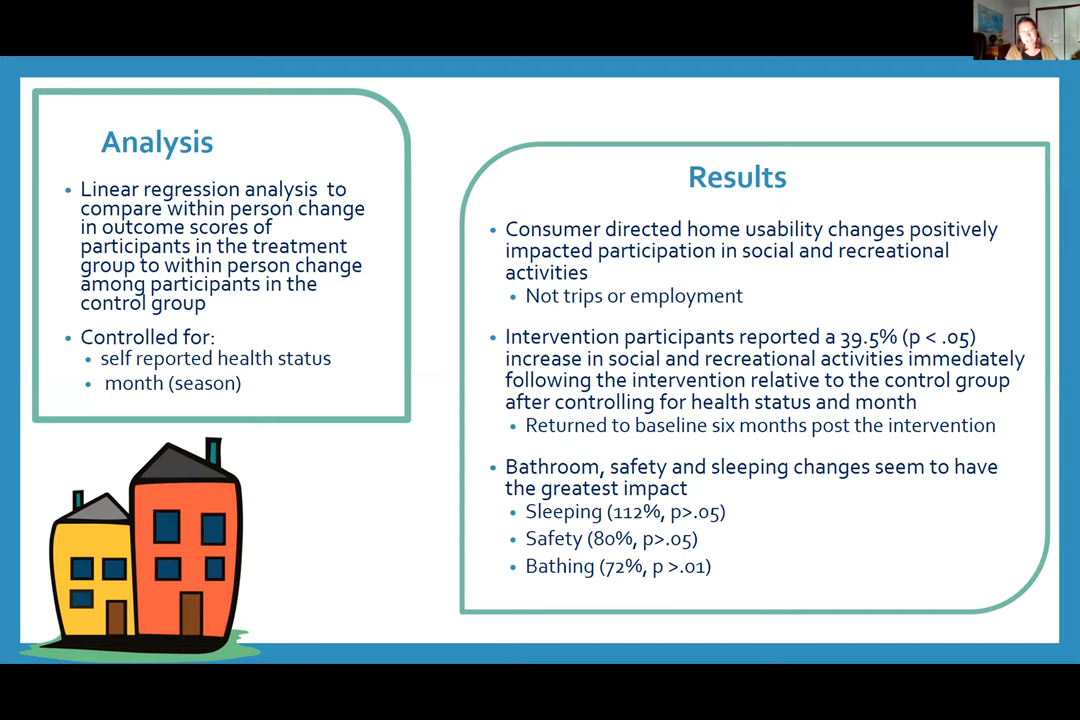 Analysis
• Linear regression analysis to
compare within person change
in outcome scores of
participants in the treatment
group to within person change
among participants in the
control group
• Controlled for:
• self reported health status
• month (season)
Results
• Consumer directed home usability changes positively
impacted participation in social and recreational
activities
• Not trips or employment
• Intervention participants reported a 39.5% (p < .05)
increase in social and recreational activities immediately
following the intervention relative to the control group
after controlling for health status and month
• Returned to baseline six months post the intervention
• Bathroom, safety and sleeping changes seem to have
the greatest impact
• Sleeping (112%, p>.05)
• Safety (80%, p>.05)
• Bathing (72%, p >.01)